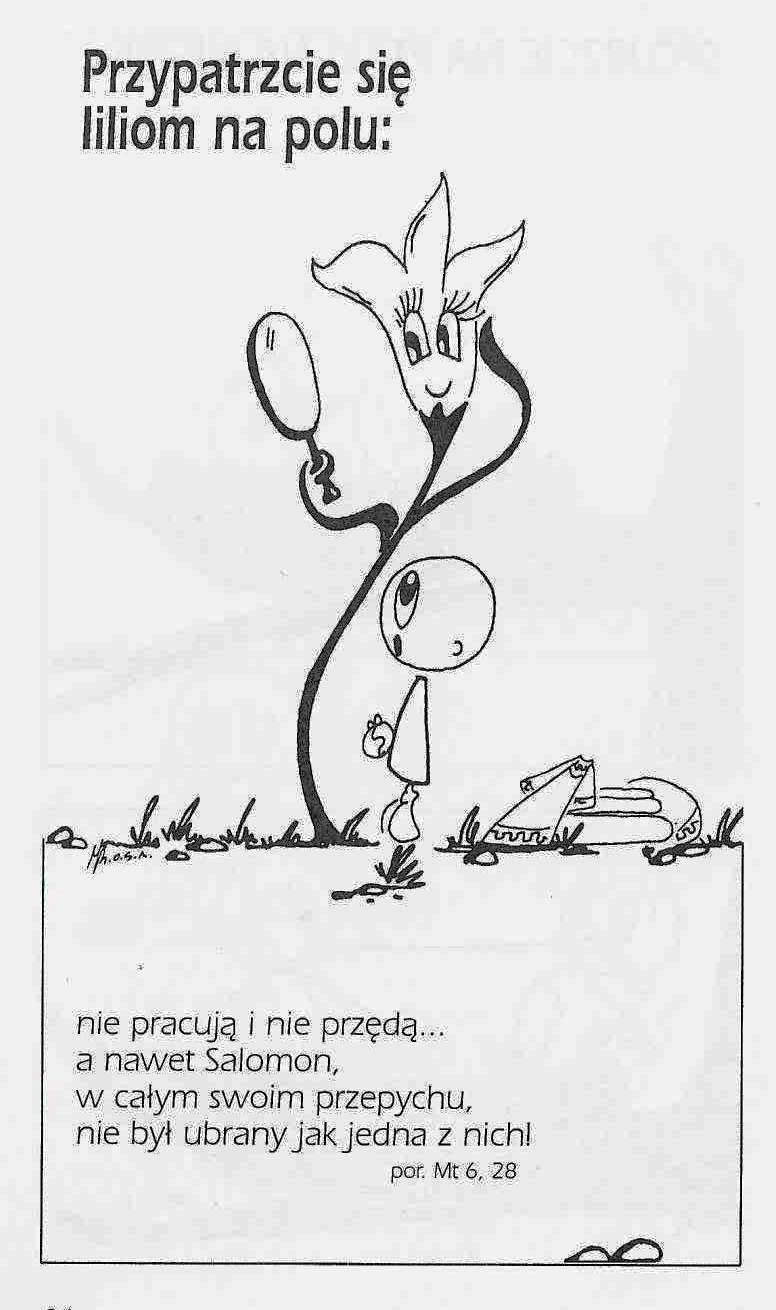 Przypatrzcie się
liliom na polu:
nie pracują i nie przędą...
a nawet Salomon,
w całym swoim przepychu,
nie był ubrany jak jedna z nich!
por. Mt 6, 28